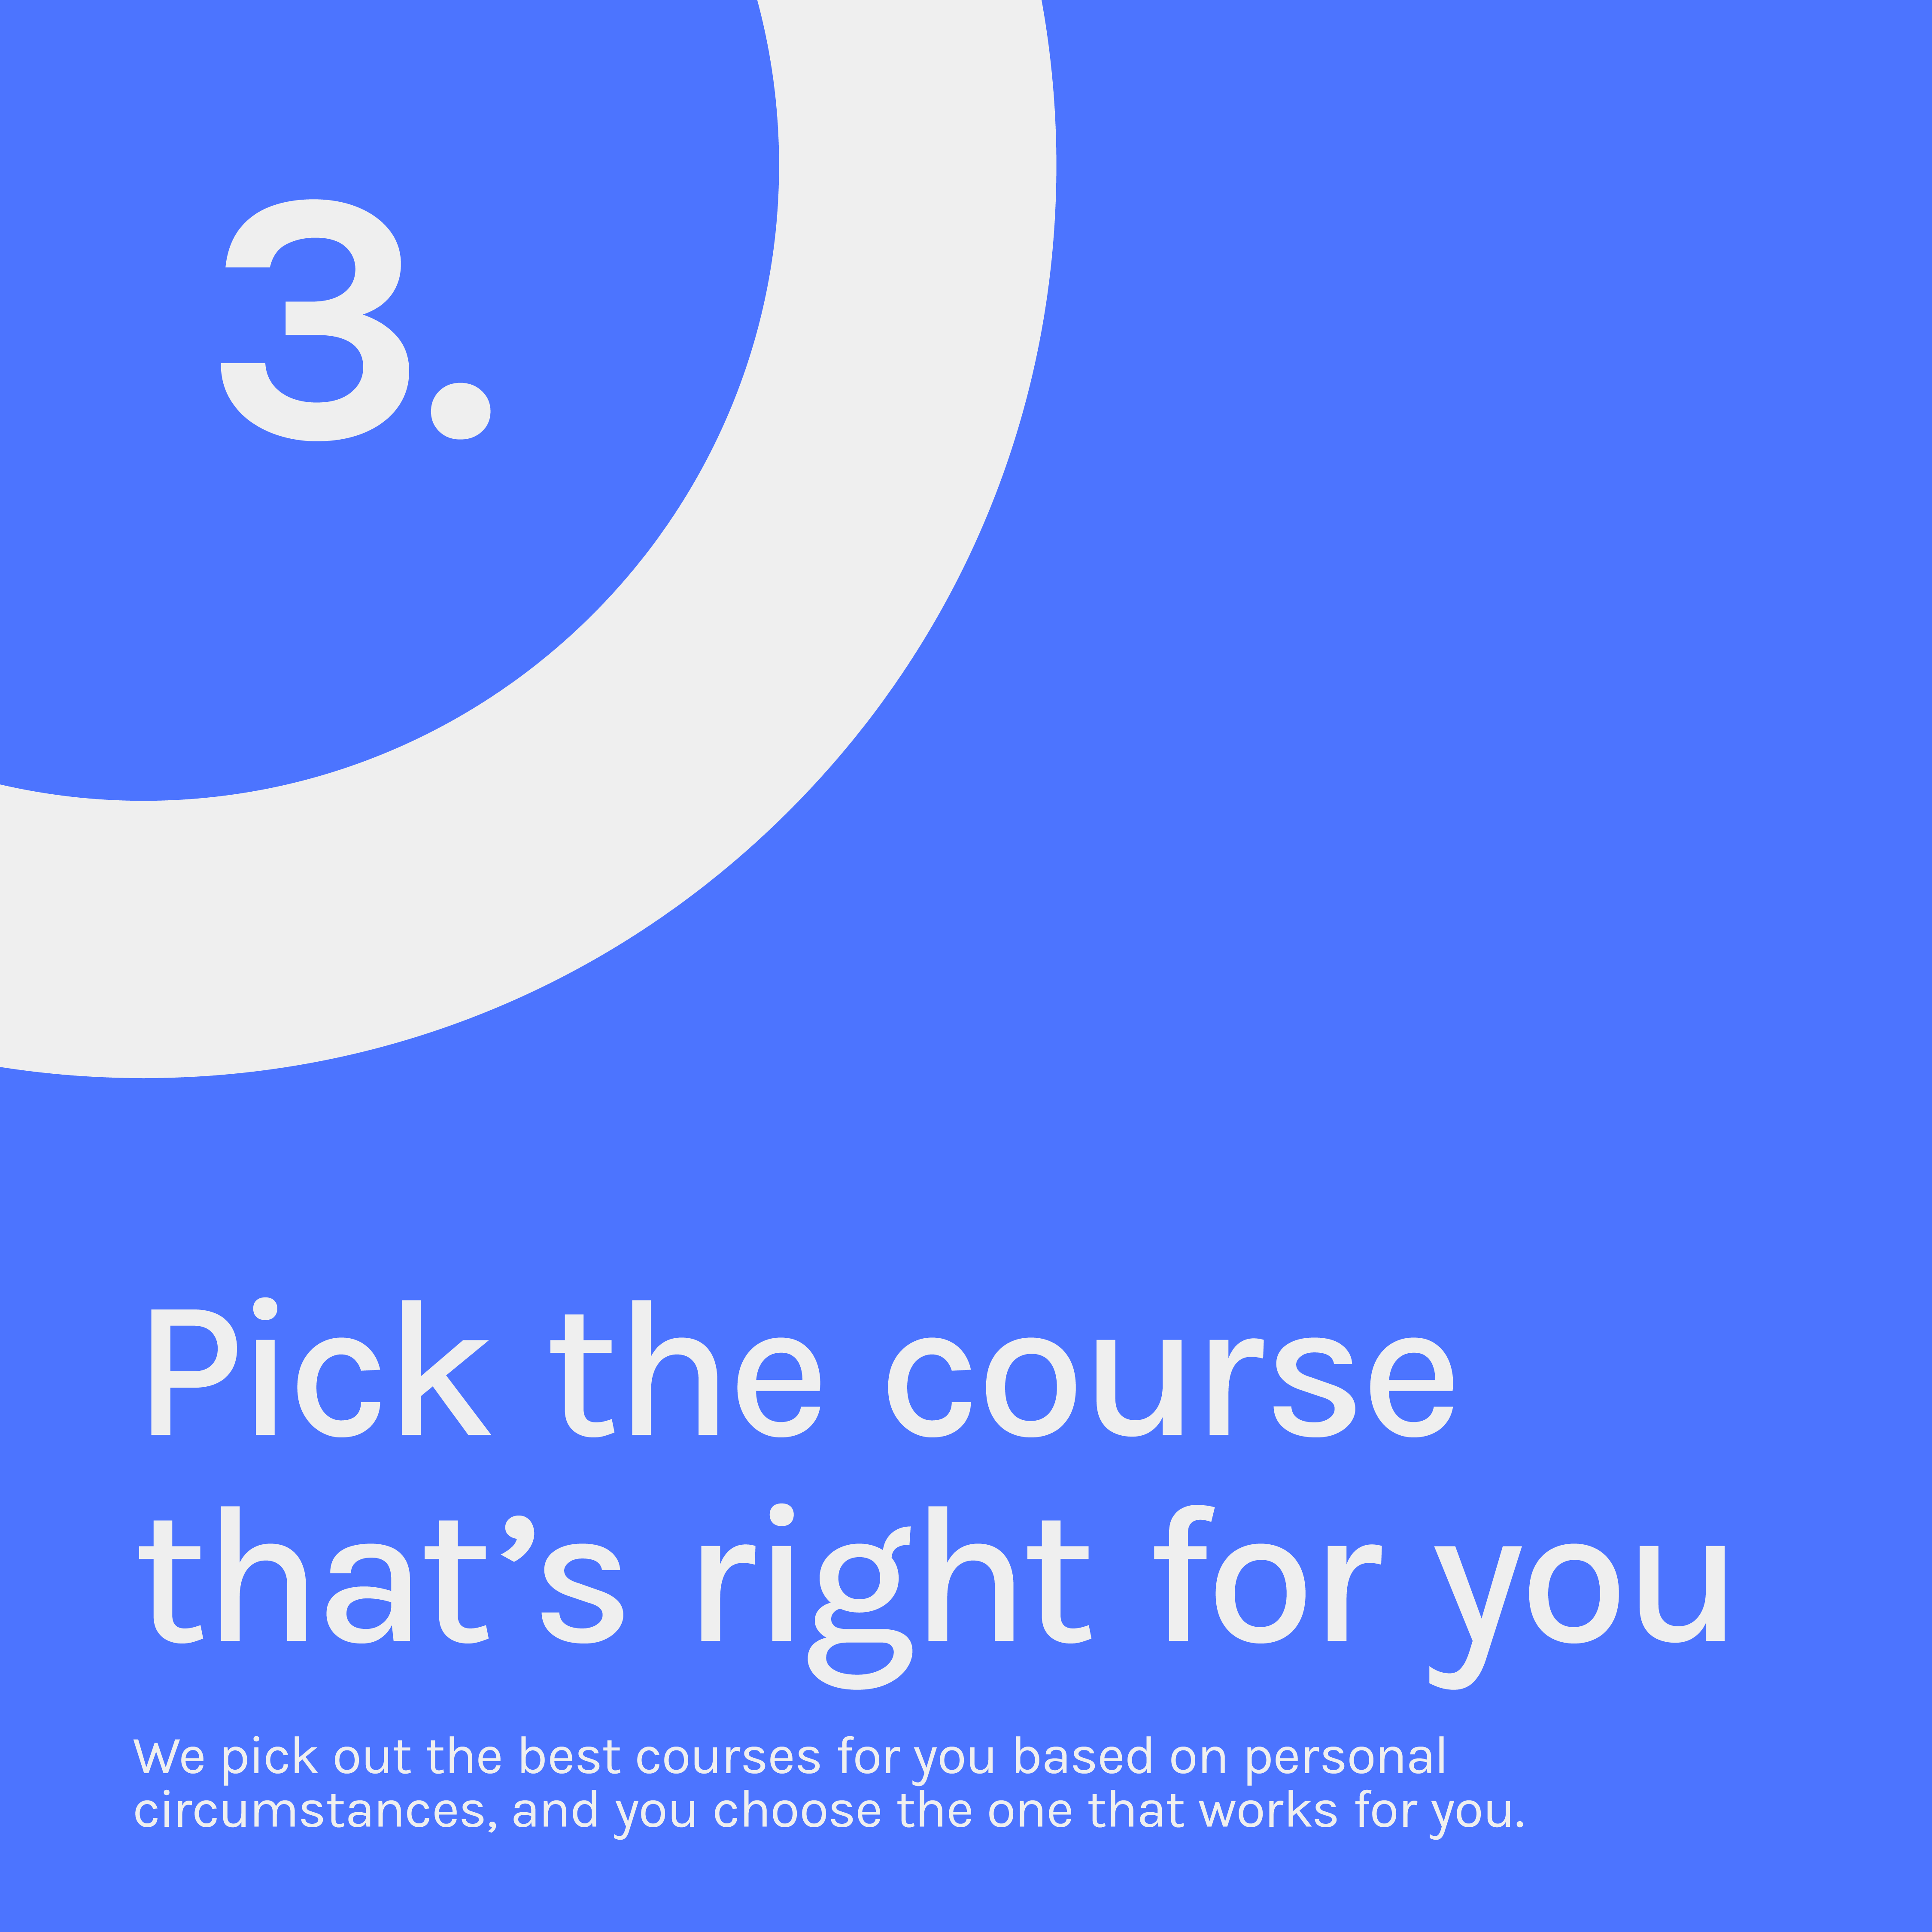 3.
Pick the course
that’s right for you
We pick out the best courses for you based on personal
circumstances, and you choose the one that works for you.